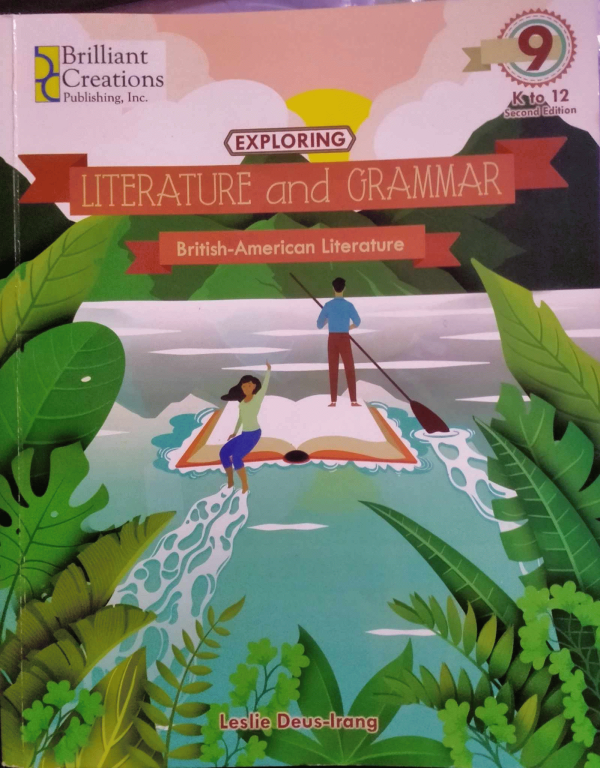 Brilliant
Creations
Publishing, Inc.
9
K to 12
Second Edition
EXPLORING
LITERATURE and GRAMMAR
British-American Literature
Leslie Deus-Irang